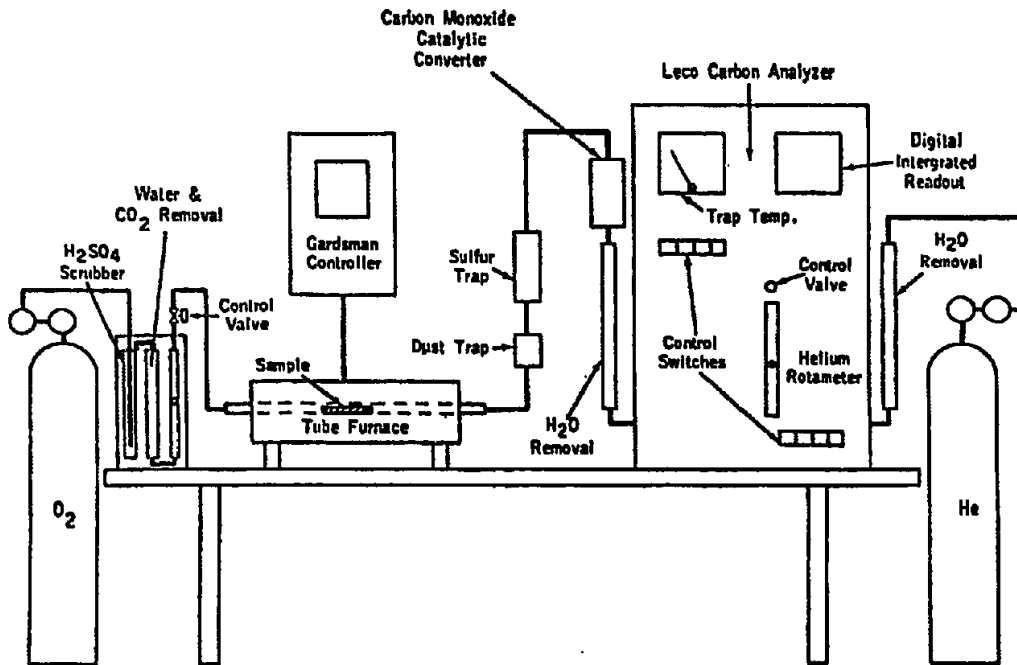 Carbon Monoxide
Catalytic
Converter
Leco Carbon Analyzer
Digital
Intergrated
Readout
Trap Temp.
Water &
CO2 Removal
H2SO4
Scrubber
Gardsman
Controller
Sulfur
Trap
H2O
Removal
Control
Valve
Control
Valve
Dust Trap
Control
Switches
Helium
Rotameter
Sample
Tube Furnace
H2O
Removal
O2
He